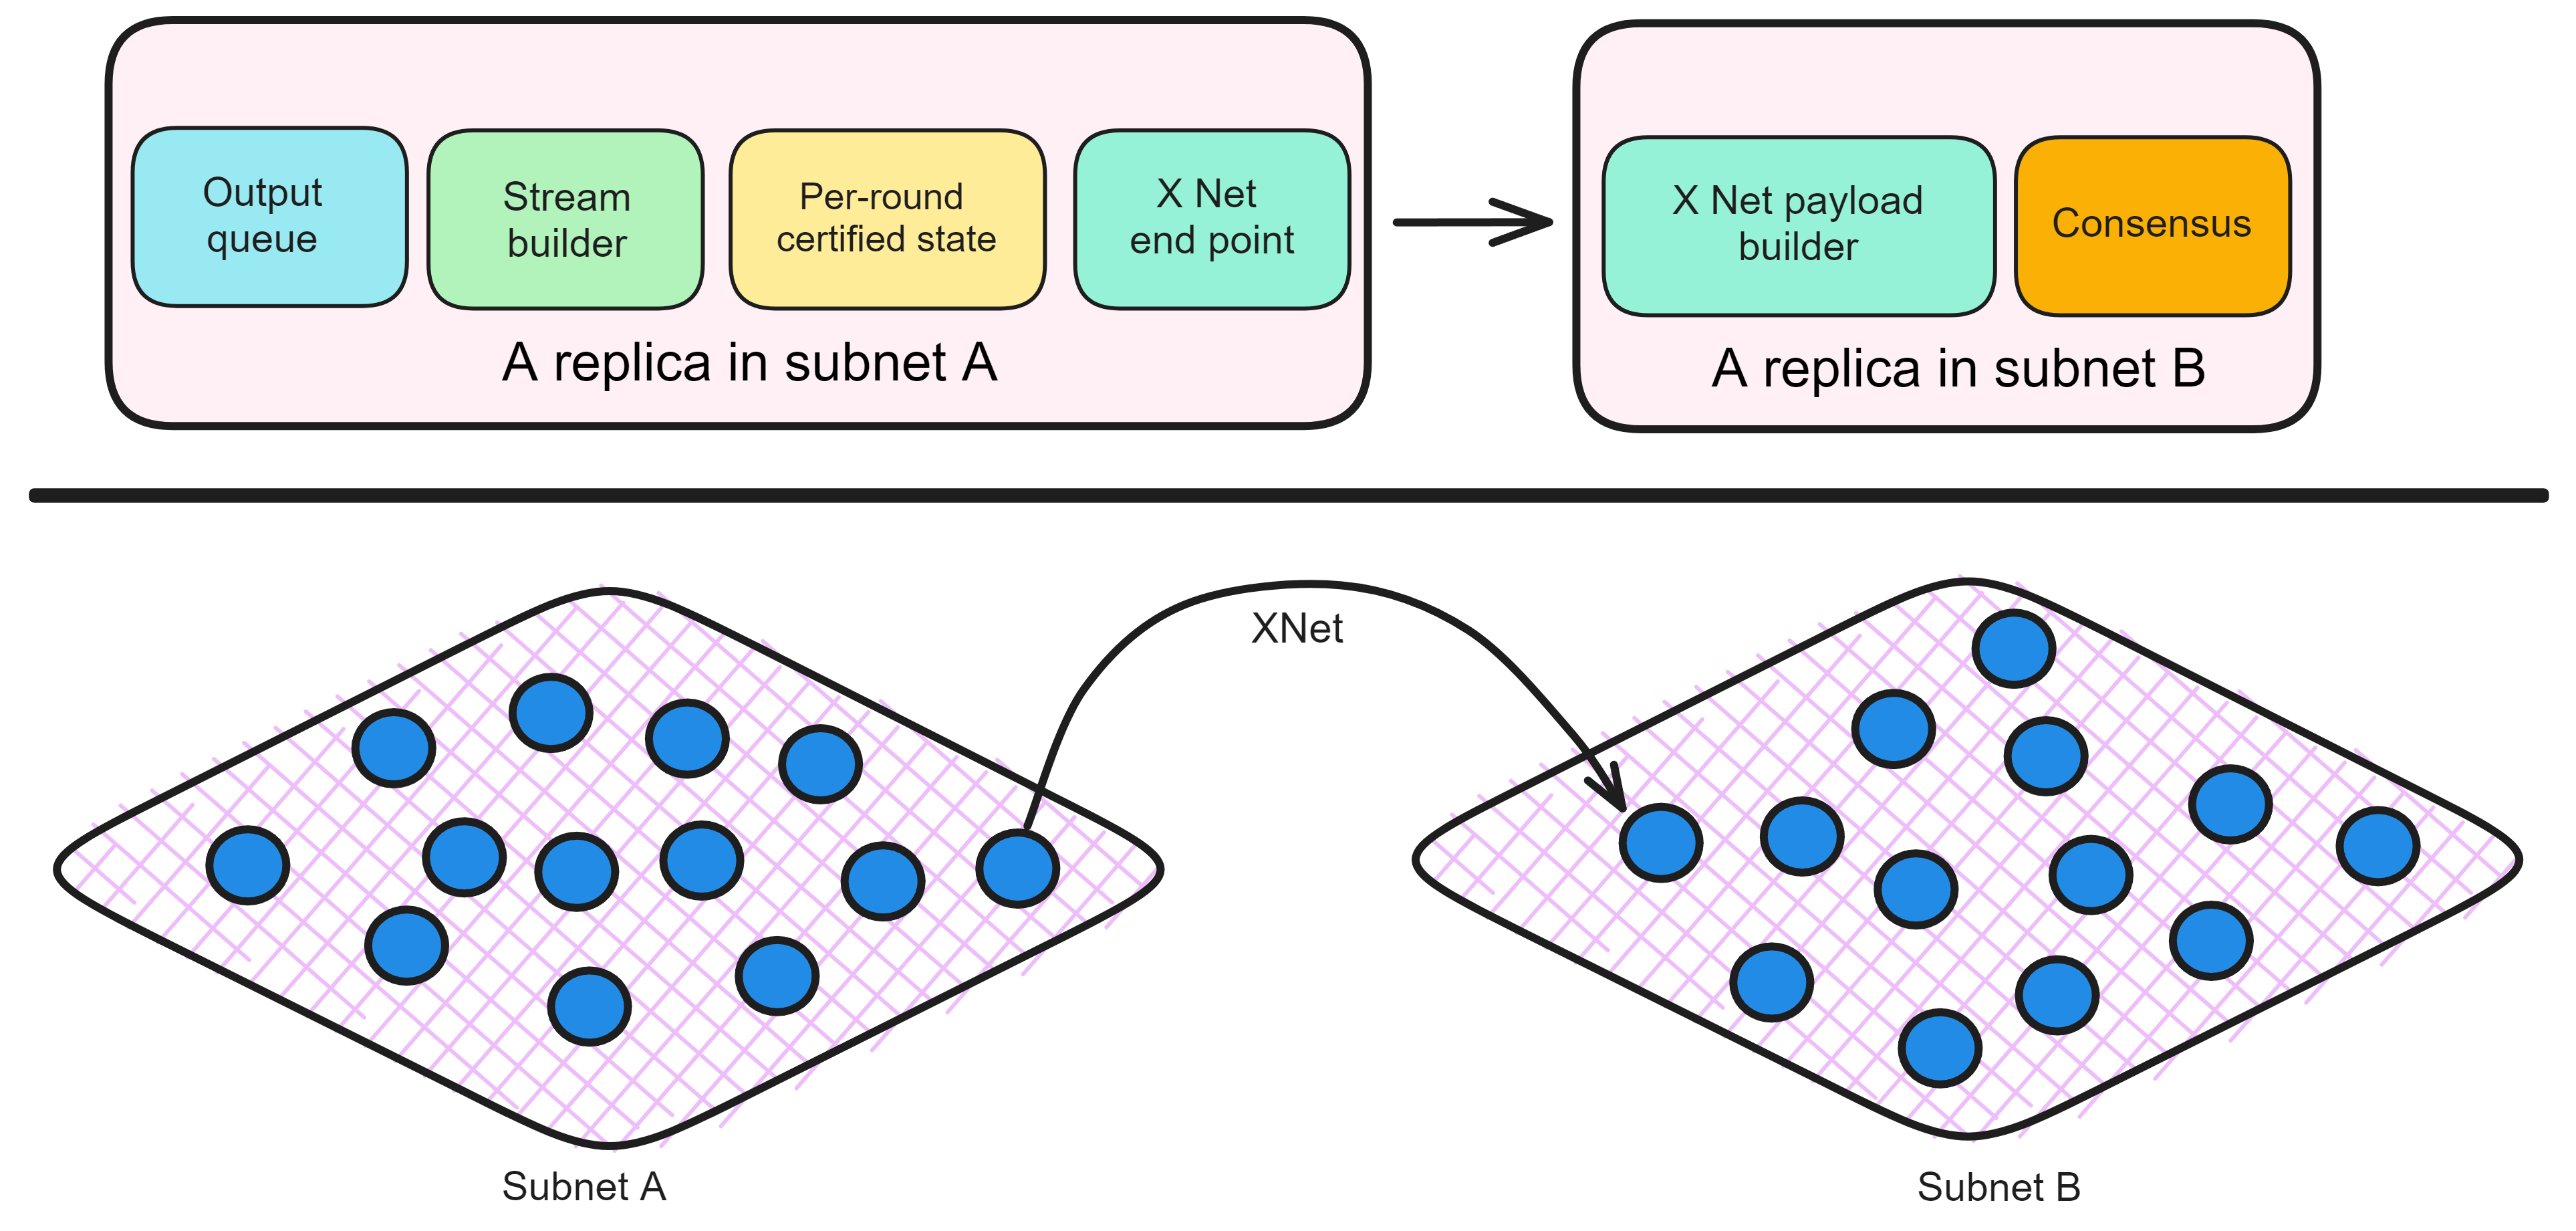 Output
queue
Stream
builder
Per-round
certified state
X Net
end point
A replica in subnet A
X Net payload
builder
Consensus
A replica in subnet B
XNet
Subnet A
Subnet B